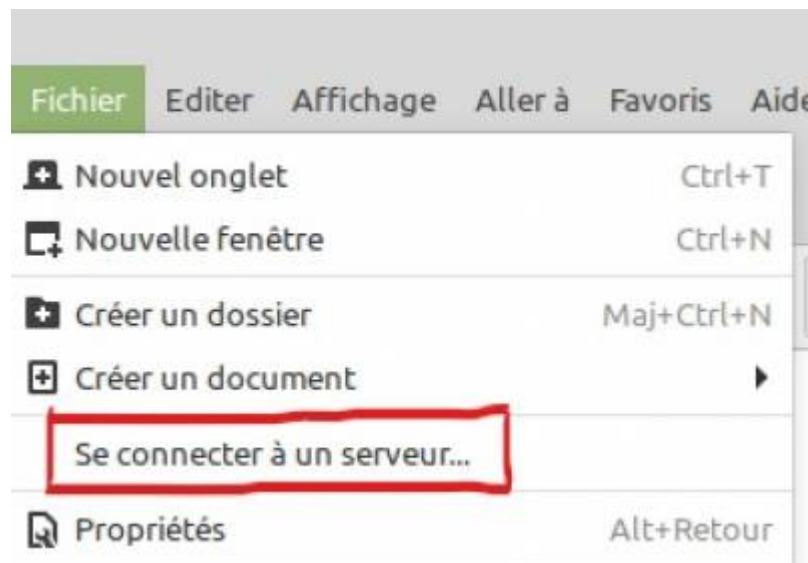 Fichier Editer Affichage Aller à Favoris Aide
Nouvel onglet Ctrl+T
Nouvelle fenêtre Ctrl+N
Créer un dossier Maj+Ctrl+N
Créer un document
Se connecter à un serveur...
Propriétés Alt+Retour